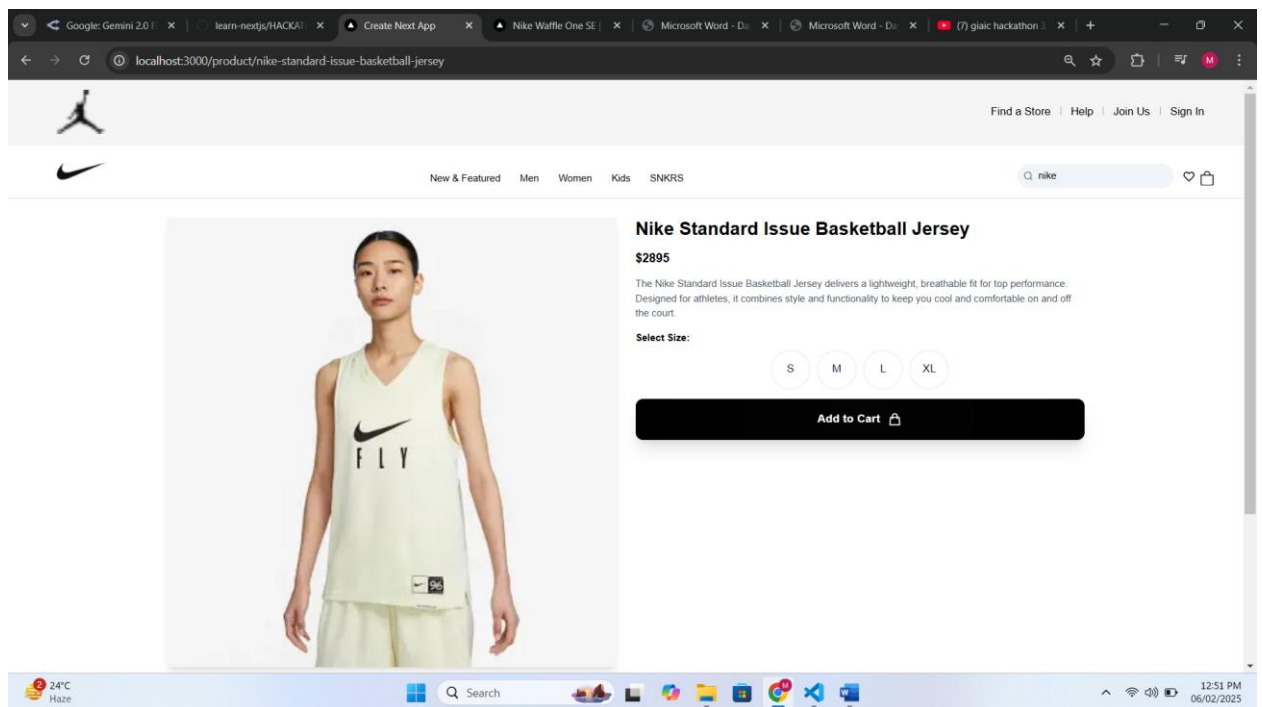 Google: Gemini 2.0 Fl
learn-nextjs/HACKAT
Create Next App
Nike Waffle One SE |
Microsoft Word - Da
Microsoft Word - Da
(7) giaic hackathon 3
localhost:3000/product/nike-standard-issue-basketball-jersey
M
Find a Store | Help | Join Us | Sign In
New & Featured Men Women Kids SNKRS
nike
Nike Standard Issue Basketball Jersey
$2895
The Nike Standard Issue Basketball Jersey delivers a lightweight, breathable fit for top performance.
Designed for athletes, it combines style and functionality to keep you cool and comfortable on and off
the court.
Select Size:
S M L XL
Add to Cart
FLY
96
2
24°C
Haze
Search
12:51 PM
06/02/2025